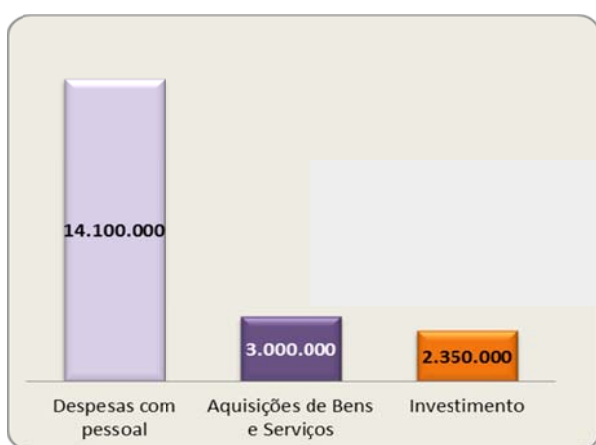 14.100.000
3.000.000
2.350.000
Despesas com
pessoal
Aquisições de Bens
e Serviços
Investimento